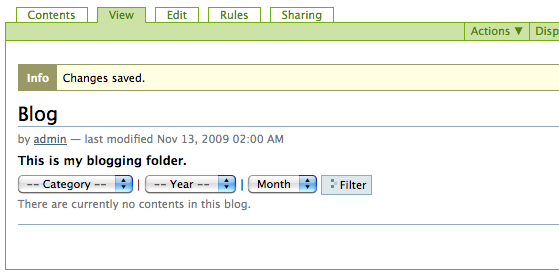 Contents View Edit Rules Sharing
Actions ▼ Disp
Info Changes saved.
Blog
by admin — last modified Nov 13, 2009 02:00 AM
This is my blogging folder.
-- Category -- | -- Year -- | Month Filter
There are currently no contents in this blog.